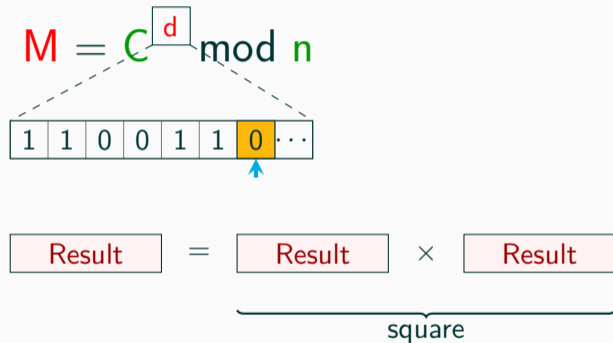 M = C^d mod n
1 1 0 0 1 1 0 ...
Result = Result × Result
square